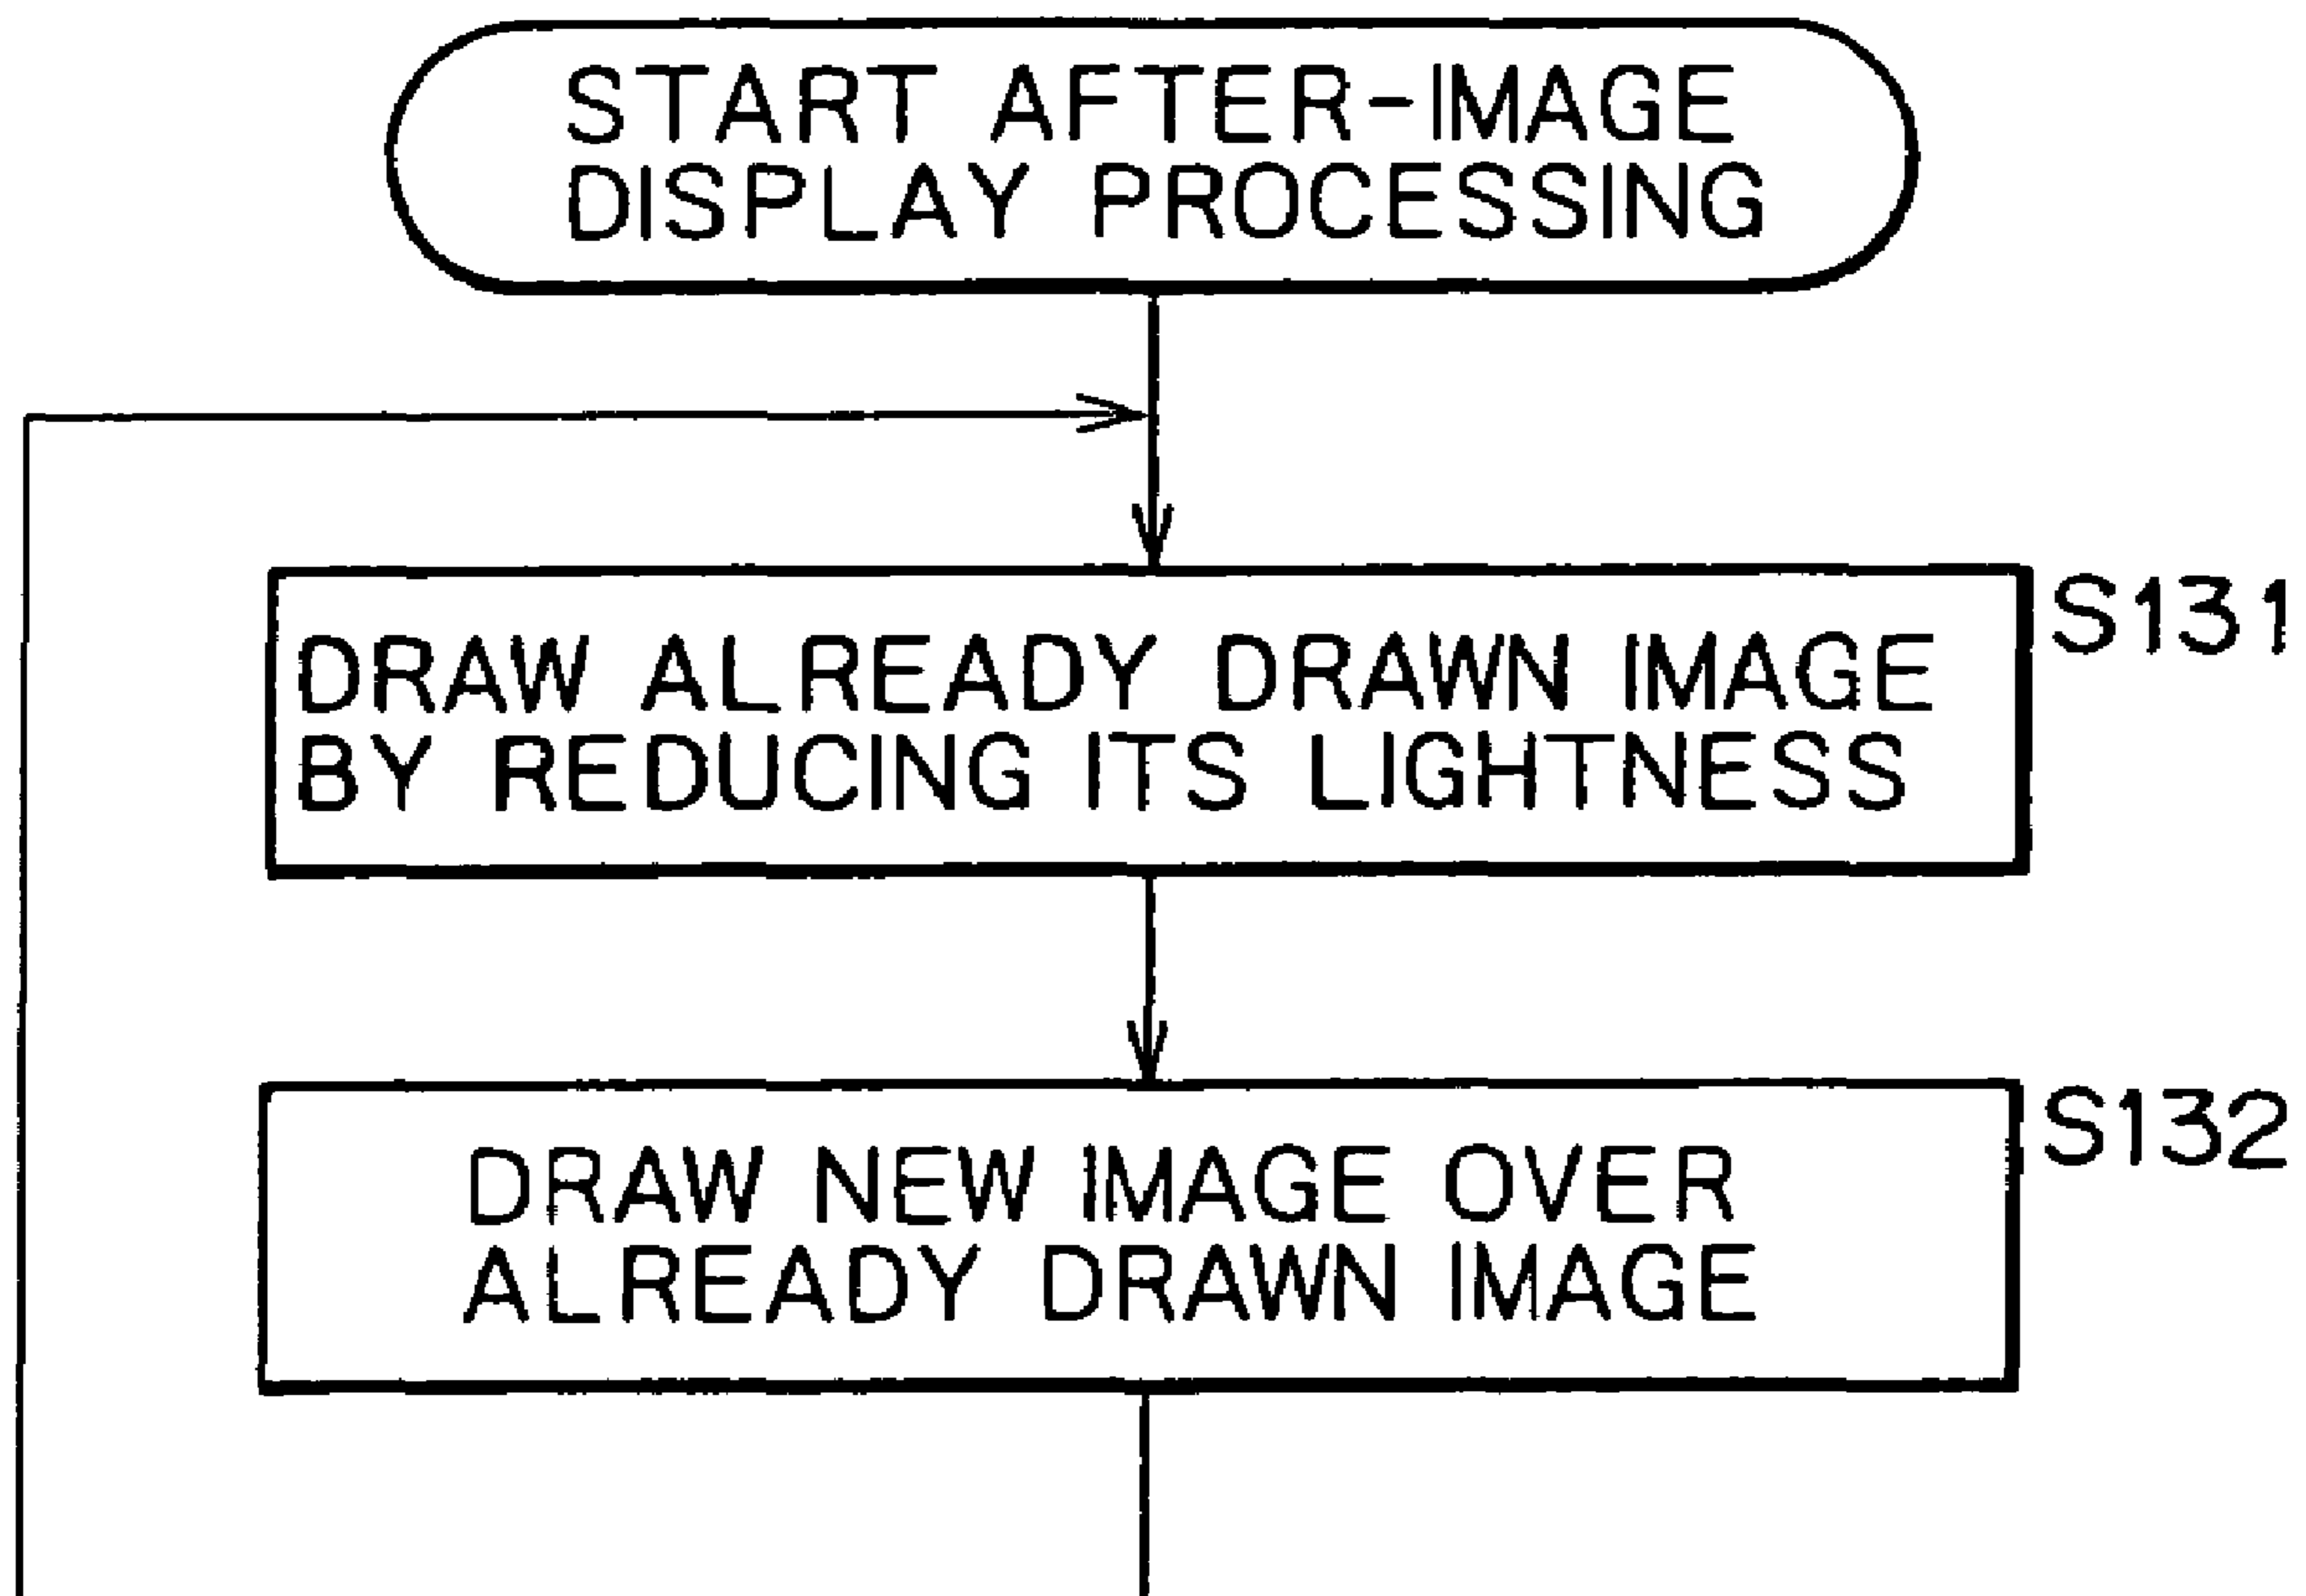 START AFTER-IMAGE
DISPLAY PROCESSING
S131
DRAW ALREADY DRAWN IMAGE
BY REDUCING ITS LIGHTNESS
S132
DRAW NEW IMAGE OVER
ALREADY DRAWN IMAGE